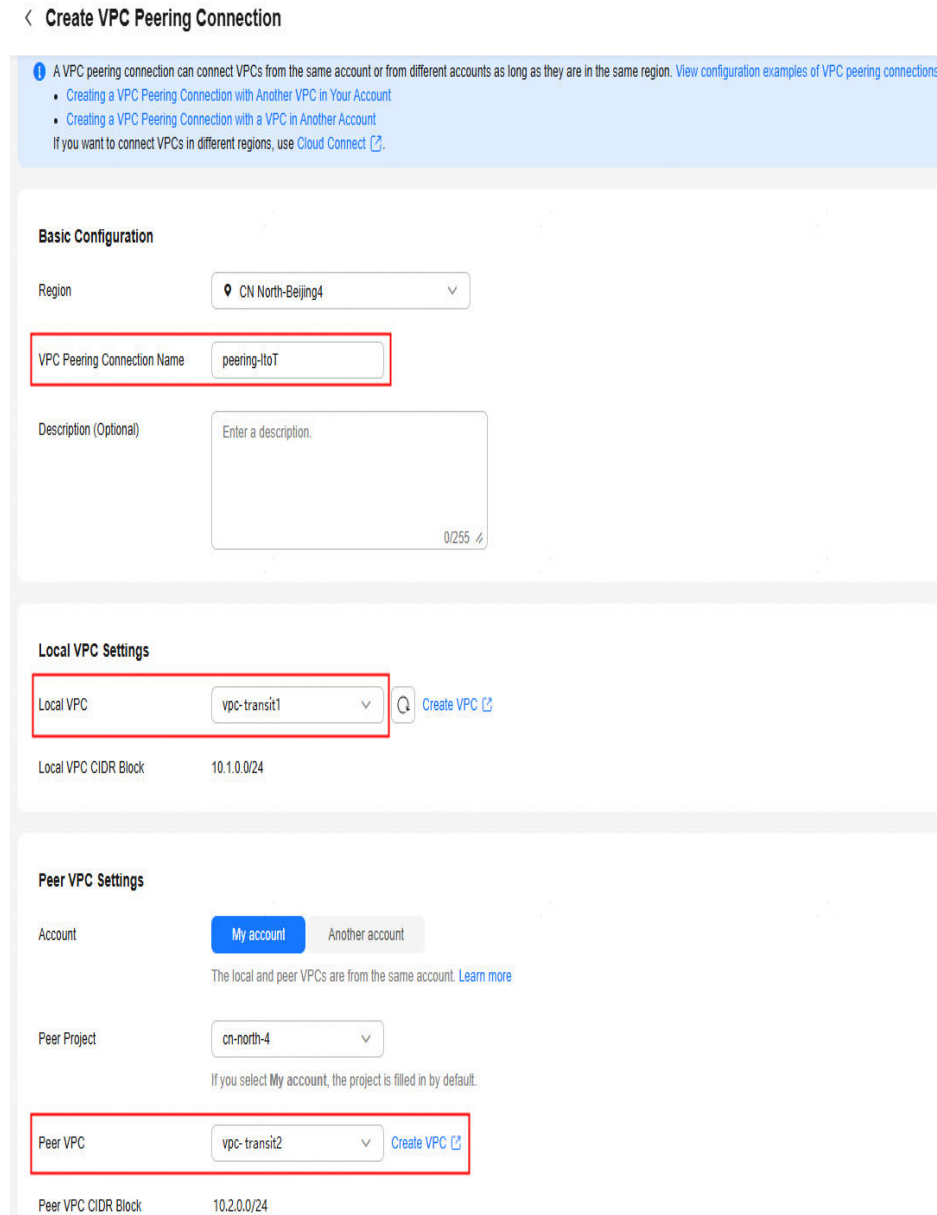 Create VPC Peering Connection
A VPC peering connection can connect VPCs from the same account or from different accounts as long as they are in the same region. View configuration examples of VPC peering connections
• Creating a VPC Peering Connection with Another VPC in Your Account
• Creating a VPC Peering Connection with a VPC in Another Account
If you want to connect VPCs in different regions, use Cloud Connect.
Basic Configuration
Region CN North-Beijing4
VPC Peering Connection Name peering-ItoT
Description (Optional) Enter a description.
0/255
Local VPC Settings
Local VPC vpc-transit1 Create VPC
Local VPC CIDR Block 10.1.0.0/24
Peer VPC Settings
Account My account Another account
The local and peer VPCs are from the same account. Learn more
Peer Project cn-north-4
If you select My account, the project is filled in by default.
Peer VPC vpc- transit2 Create VPC
Peer VPC CIDR Block 10.2.0.0/24